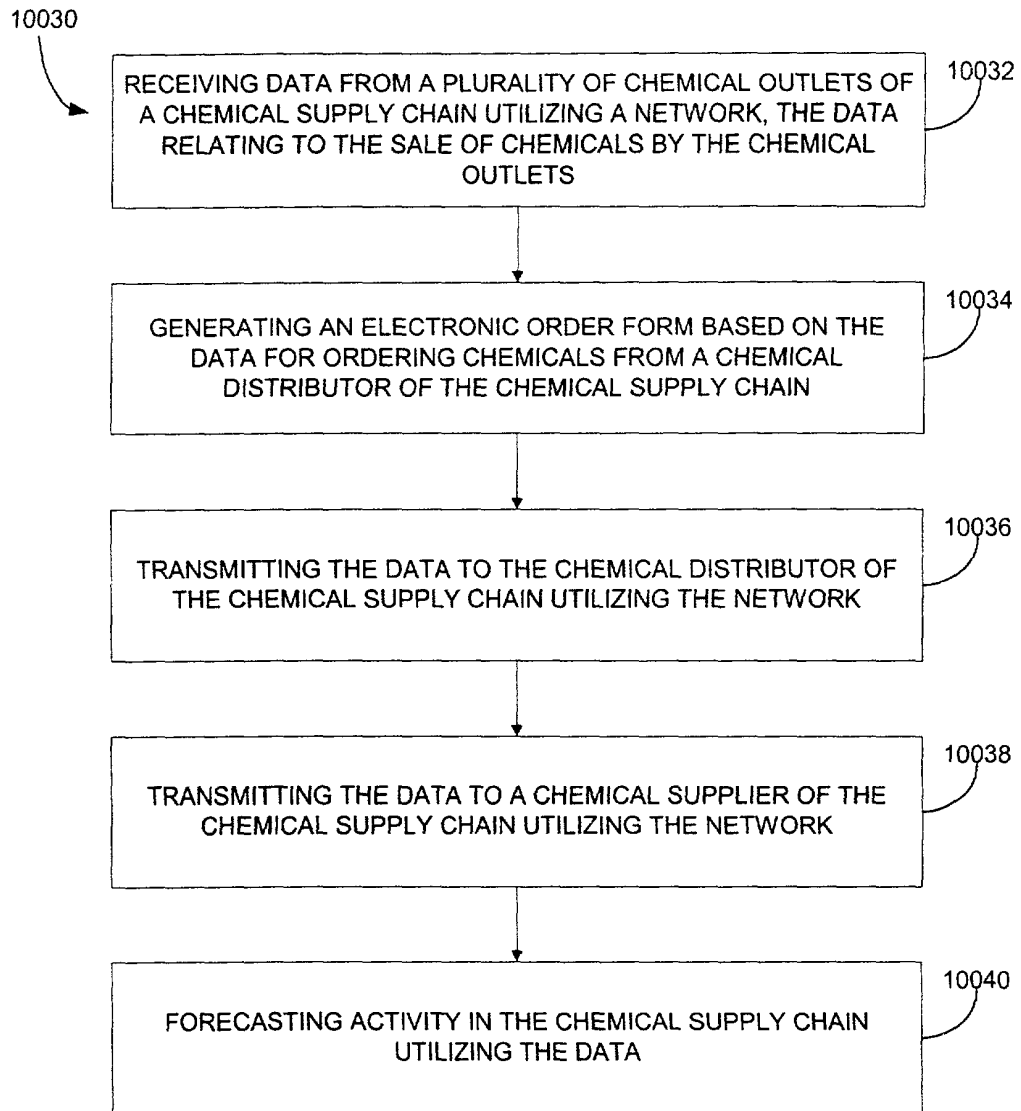 10030
RECEIVING DATA FROM A PLURALITY OF CHEMICAL OUTLETS OF
A CHEMICAL SUPPLY CHAIN UTILIZING A NETWORK, THE DATA
RELATING TO THE SALE OF CHEMICALS BY THE CHEMICAL
OUTLETS
10032
GENERATING AN ELECTRONIC ORDER FORM BASED ON THE
DATA FOR ORDERING CHEMICALS FROM A CHEMICAL
DISTRIBUTOR OF THE CHEMICAL SUPPLY CHAIN
10034
TRANSMITTING THE DATA TO THE CHEMICAL DISTRIBUTOR OF
THE CHEMICAL SUPPLY CHAIN UTILIZING THE NETWORK
10036
TRANSMITTING THE DATA TO A CHEMICAL SUPPLIER OF THE
CHEMICAL SUPPLY CHAIN UTILIZING THE NETWORK
10038
FORECASTING ACTIVITY IN THE CHEMICAL SUPPLY CHAIN
UTILIZING THE DATA
10040